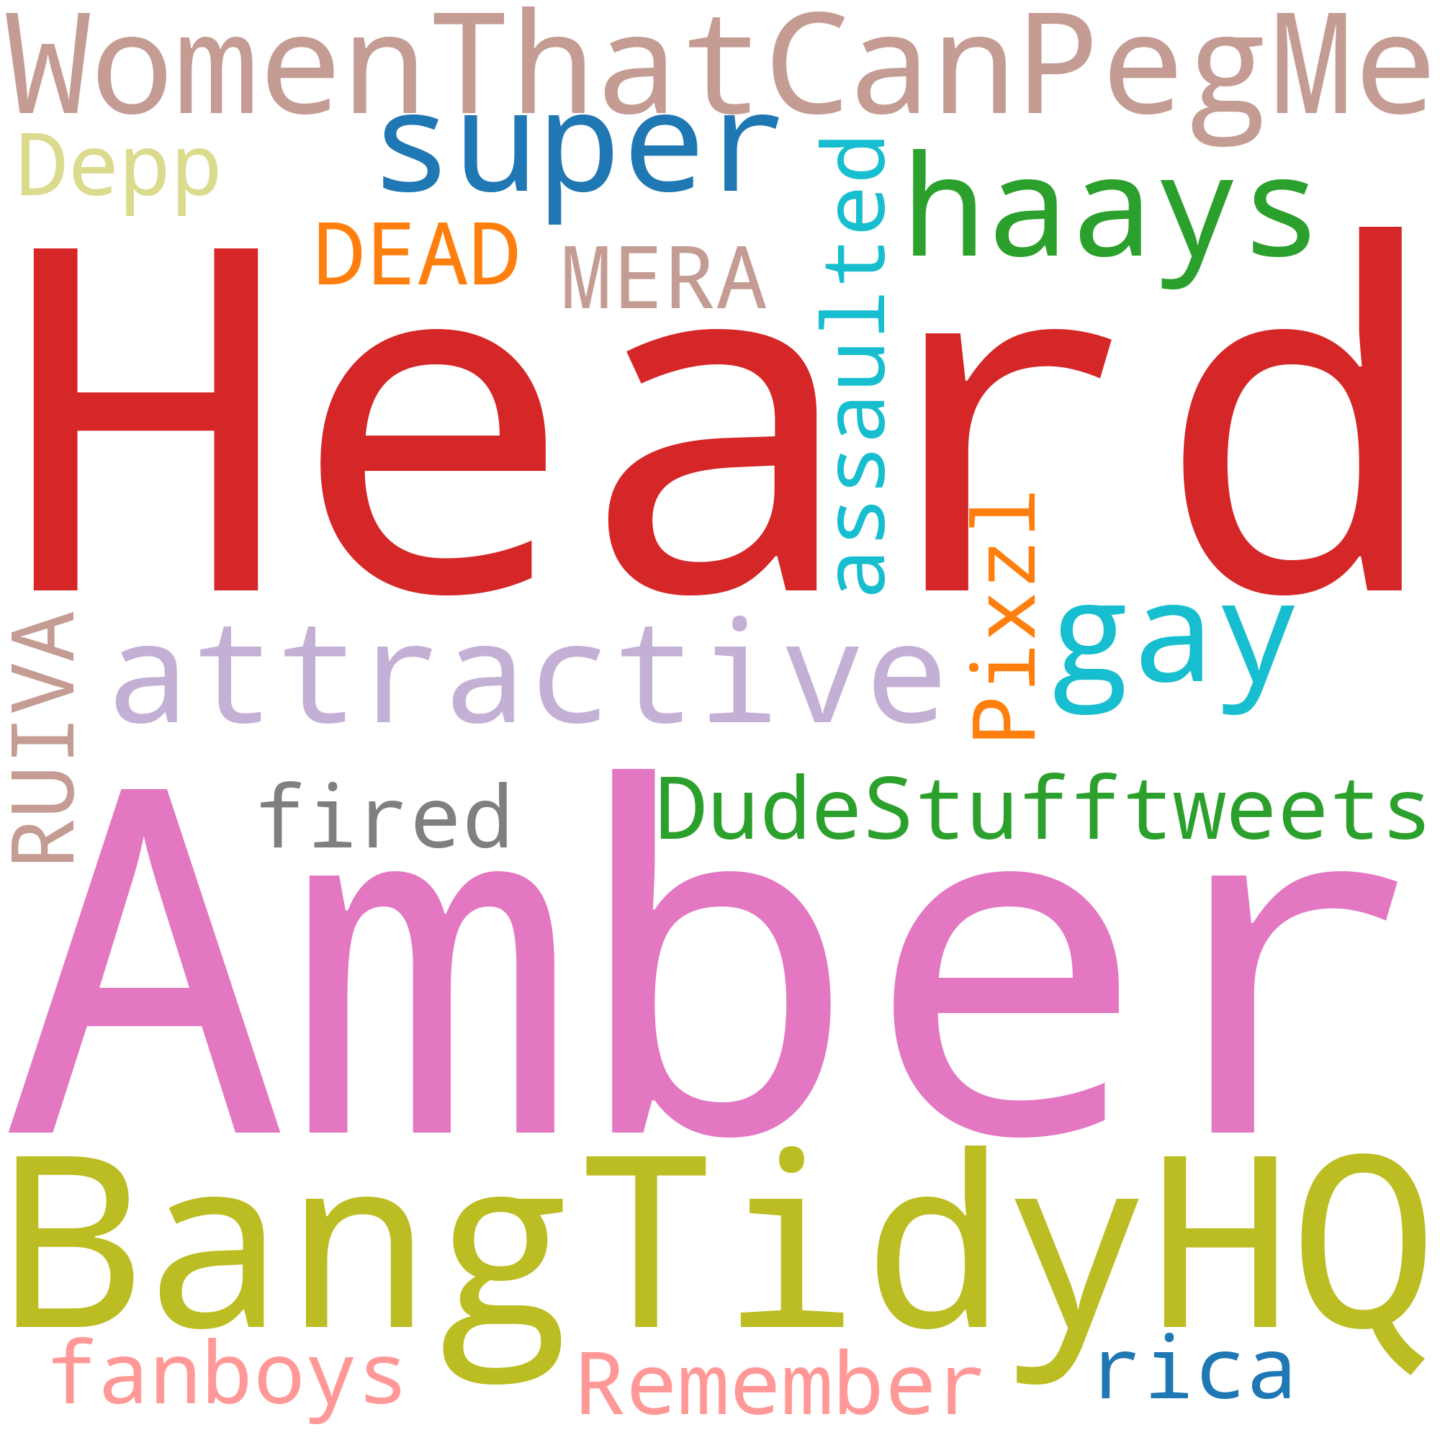 WomenThatCanPegMe
Depp
super
assaulted
haays
DEAD
MERA
Heard
Pixzl
RUIVA
attractive
gay
fired
DudeStufftweets
Amber
BangTidyHQ
fanboys
Remember
rica